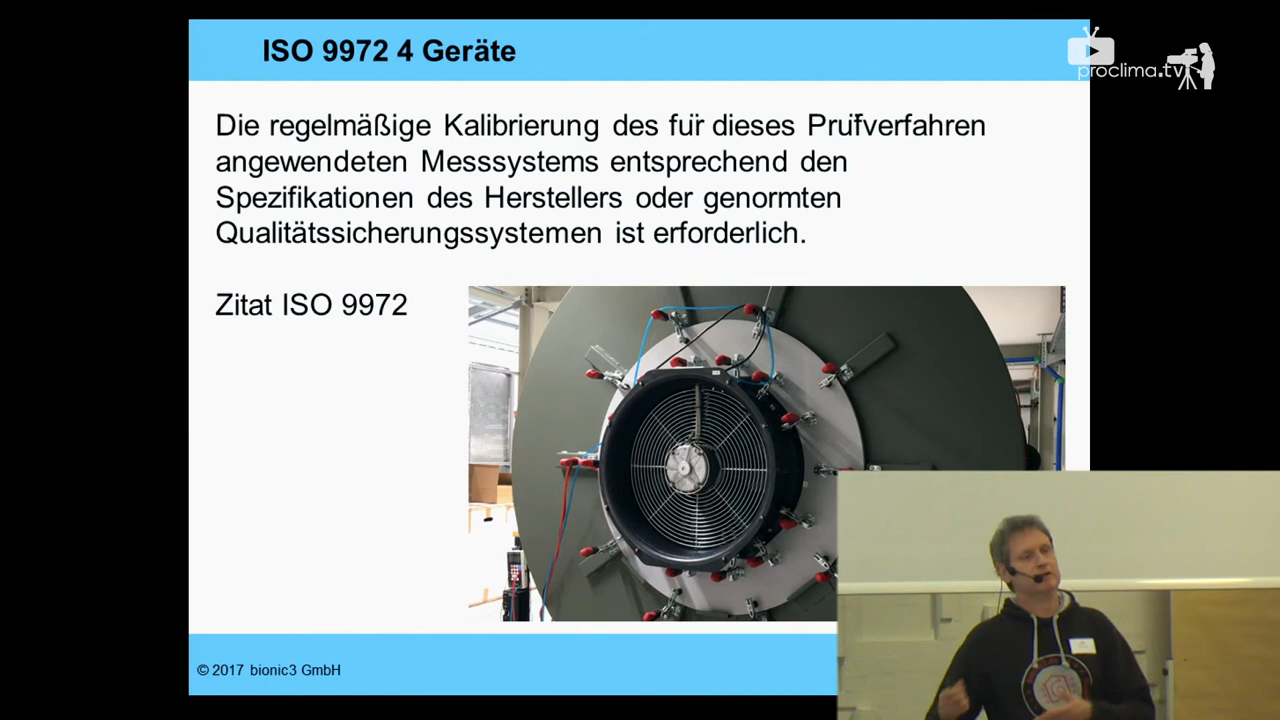 ISO 9972 4 Geräte
proclima.tv
Die regelmäßige Kalibrierung des für dieses Prüfverfahren
angewendeten Messsystems entsprechend den
Spezifikationen des Herstellers oder genormten
Qualitätssicherungssystemen ist erforderlich.
Zitat ISO 9972
© 2017 bionic3 GmbH